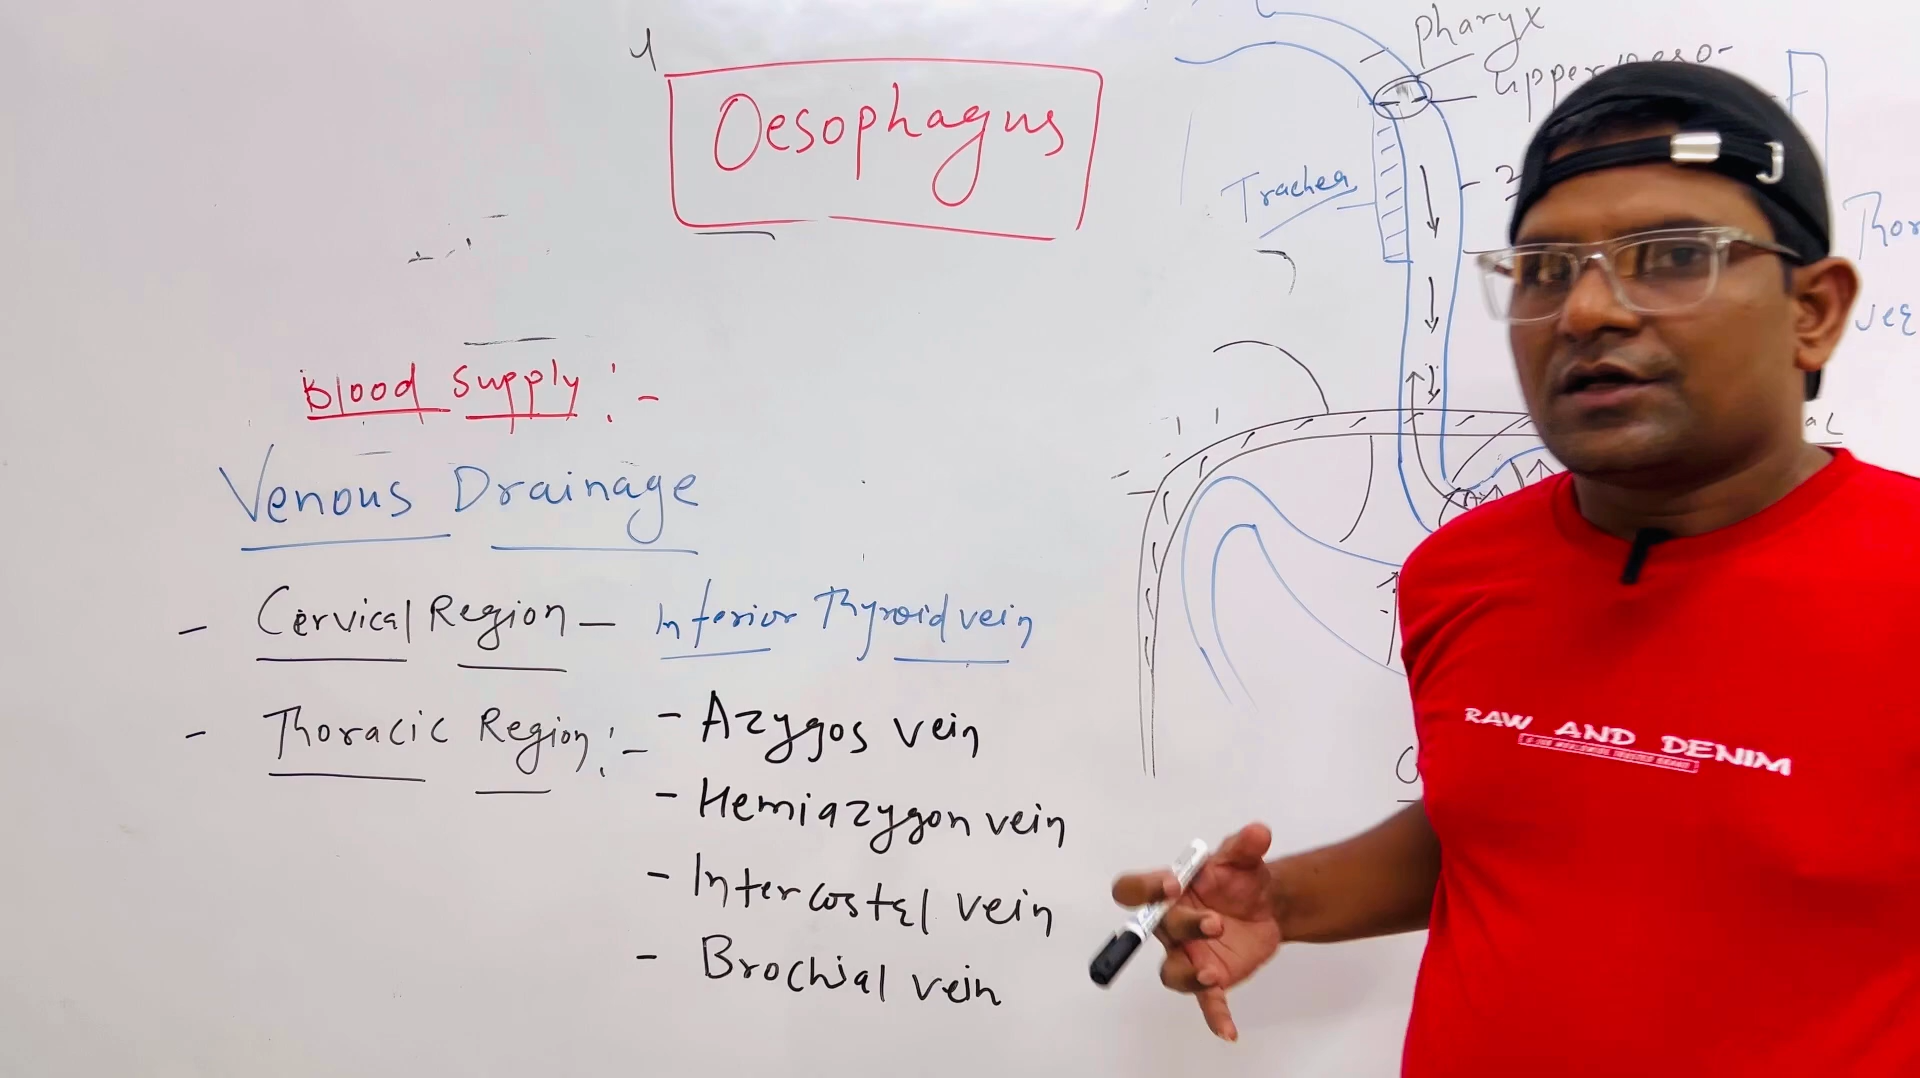 Oesophagus
Blood Supply :-
Venous Drainage
- Cervical Region - Inferior Thyroid vein
- Thoracic Region :- - Azygos vein
- Hemiazygon vein
- Intercostal vein
- Brochial vein
pharyx
Upper
Trachea
RAW AND DENIM